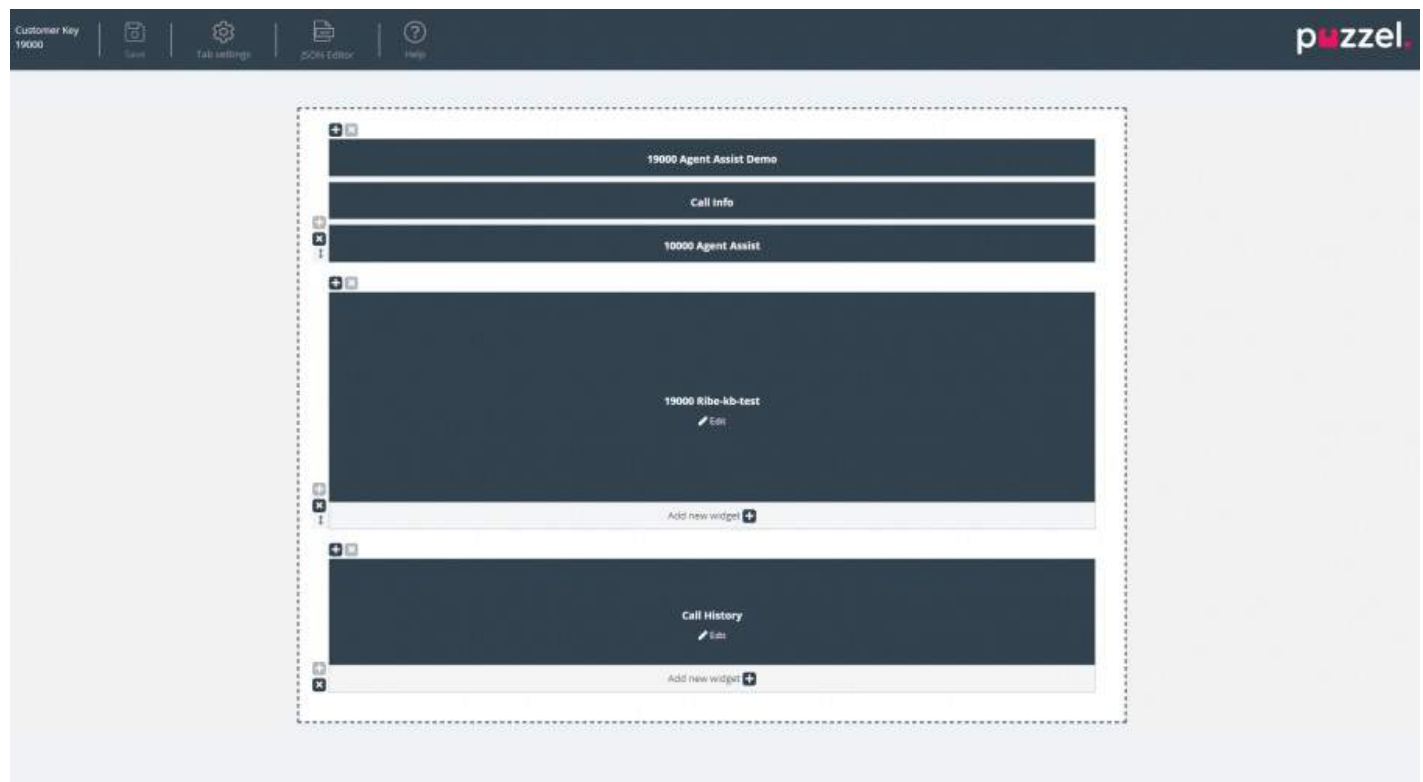 Customer Key
19000
Save
Tab settings
JSON Editor
Help
puzzel.
19000 Agent Assist Demo
Call Info
10000 Agent Assist
19000 Ribe-kb-test
Edit
Add new widget
Call History
Edit
Add new widget